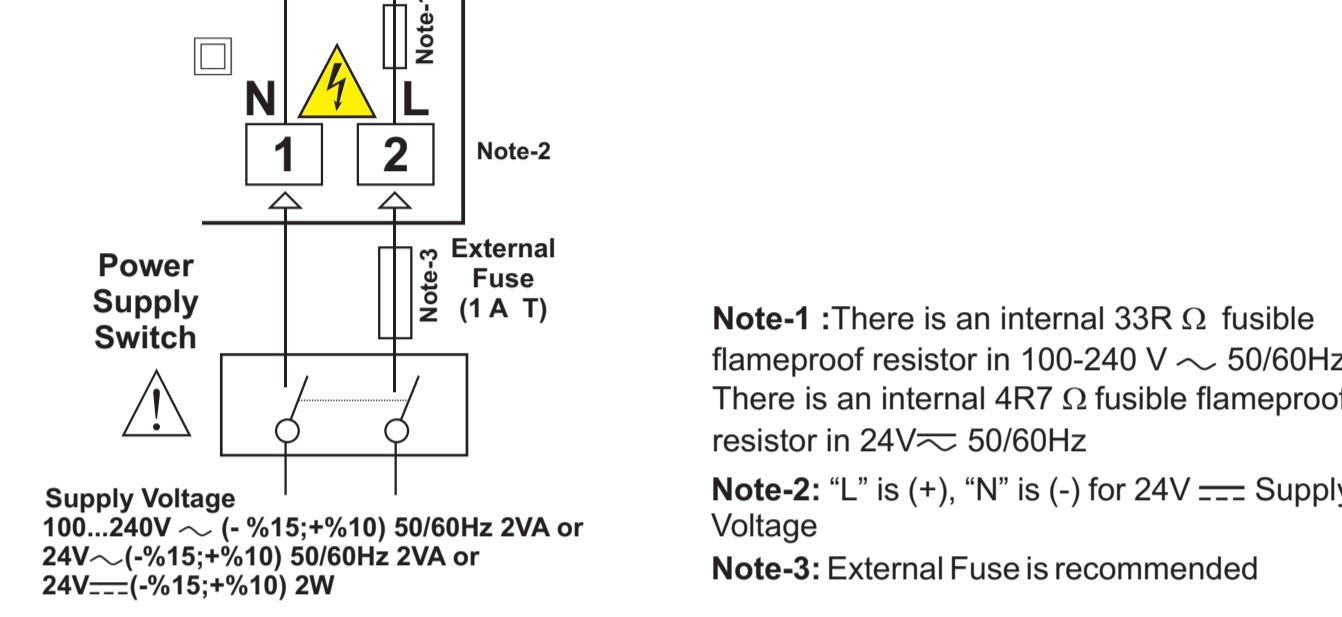 Note-
N L
1 2 Note-2
Power
Supply
Switch
Note-3
External
Fuse
(1 A T)
Supply Voltage
100...240V ~ (- %15;+%10) 50/60Hz 2VA or
24V~(-%15;+%10) 50/60Hz 2VA or
24V⎓(-%15;+%10) 2W
Note-1 :There is an internal 33R Ω fusible
flameproof resistor in 100-240 V ~ 50/60Hz
There is an internal 4R7 Ω fusible flameproof
resistor in 24V⏦ 50/60Hz
Note-2: “L” is (+), “N” is (-) for 24V ⎓ Supply
Voltage
Note-3: External Fuse is recommended